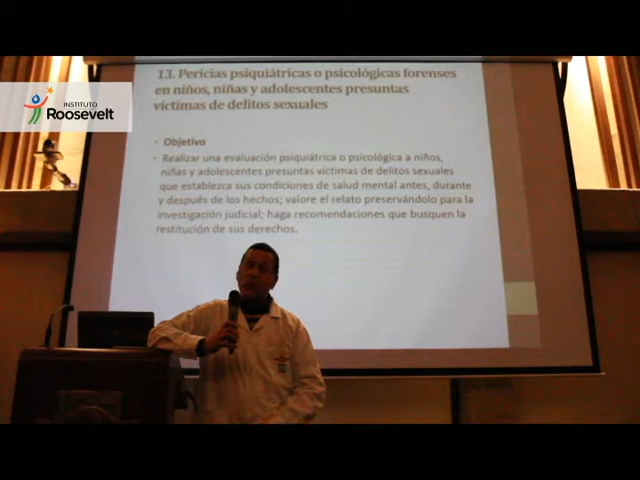 INSTITUTO
Roosevelt
13. Pericias psiquiátricas o psicológicas forenses
en niños, niñas y adolescentes presuntas
víctimas de delitos sexuales
• Objetivo
• Realizar una evaluación psiquiátrica o psicológica a niños,
niñas y adolescentes presuntas víctimas de delitos sexuales
que establezca sus condiciones de salud mental antes, durante
y después de los hechos; valore el relato preservándolo para la
investigación judicial; haga recomendaciones que busquen la
restitución de sus derechos.